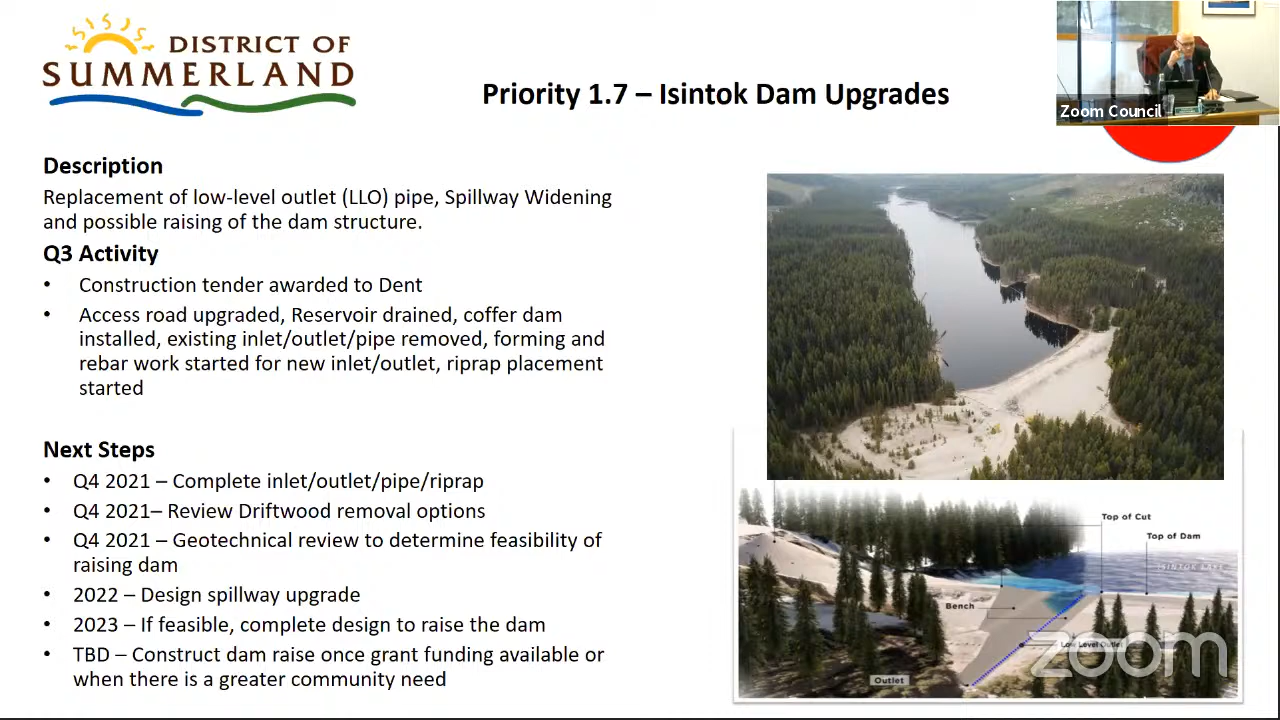 DISTRICT OF
SUMMERLAND
Priority 1.7 – Isintok Dam Upgrades
Zoom Council
Description
Replacement of low-level outlet (LLO) pipe, Spillway Widening
and possible raising of the dam structure.
Q3 Activity
• Construction tender awarded to Dent
• Access road upgraded, Reservoir drained, coffer dam
installed, existing inlet/outlet/pipe removed, forming and
rebar work started for new inlet/outlet, riprap placement
started
Next Steps
• Q4 2021 – Complete inlet/outlet/pipe/riprap
• Q4 2021– Review Driftwood removal options
• Q4 2021 – Geotechnical review to determine feasibility of
raising dam
• 2022 – Design spillway upgrade
• 2023 – If feasible, complete design to raise the dam
• TBD – Construct dam raise once grant funding available or
when there is a greater community need
Top of Cut
Top of Dam
ISINTOK LAKE
Bench
Low Level Outlet
Outlet
zoom